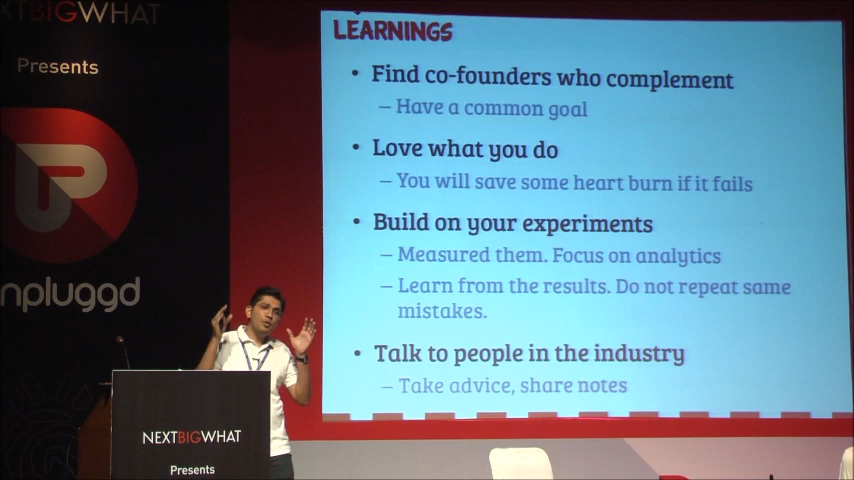 XTBIGWHAT
Presents
npluggd
LEARNINGS
• Find co-founders who complement
– Have a common goal
• Love what you do
– You will save some heart burn if it fails
• Build on your experiments
– Measured them. Focus on analytics
– Learn from the results. Do not repeat same
mistakes.
• Talk to people in the industry
– Take advice, share notes
NEXTBIGWHAT
Presents